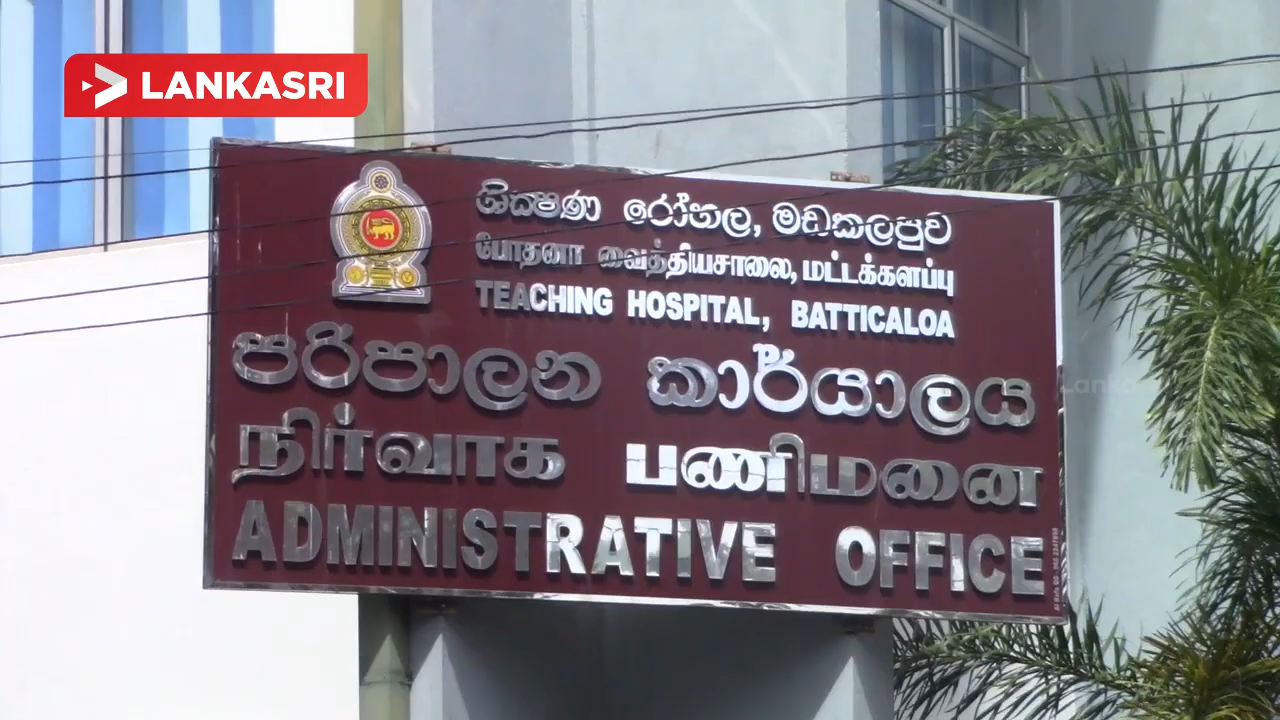 LANKASRI
ශික්ෂණ රෝහල, මඩකලපුව
போதனா வைத்தியசாலை, மட்டக்களப்பு
TEACHING HOSPITAL, BATTICALOA
පරිපාලන කාර්යාලය
நிர்வாக பணிமனை
ADMINISTRATIVE OFFICE
Lanka